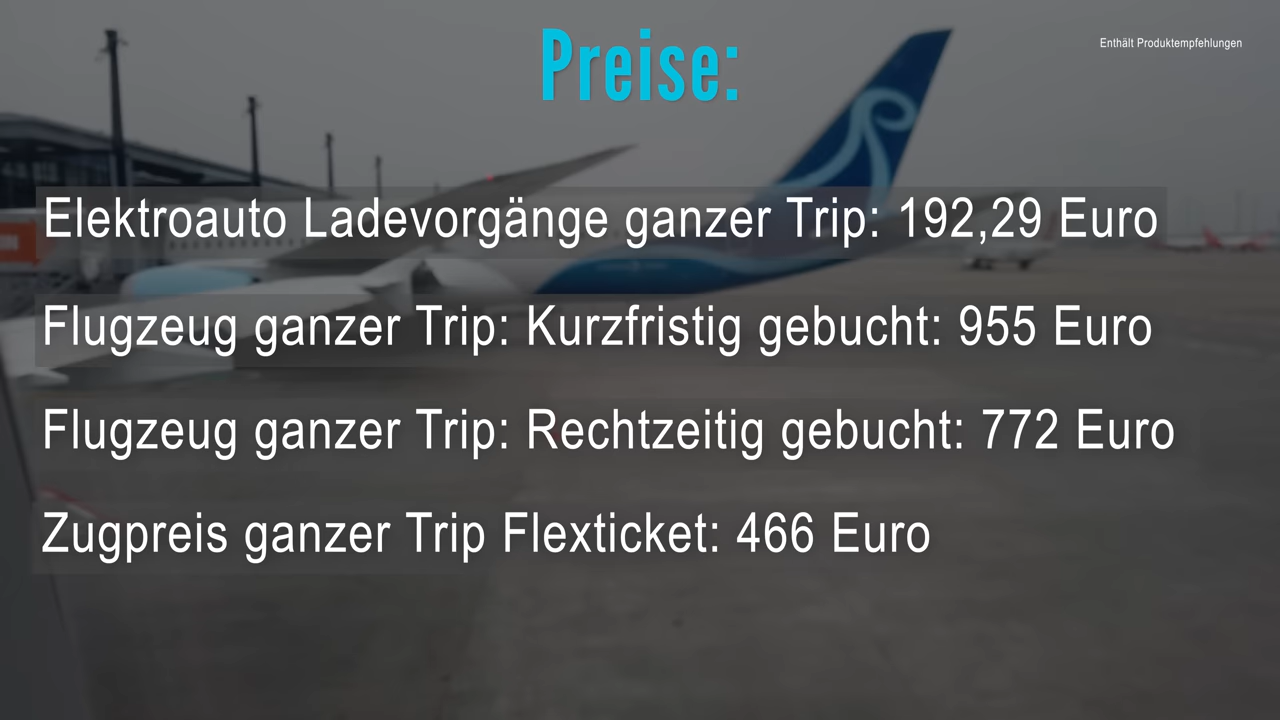 Preise:
Enthält Produktempfehlungen
Elektroauto Ladevorgänge ganzer Trip: 192,29 Euro
Flugzeug ganzer Trip: Kurzfristig gebucht: 955 Euro
Flugzeug ganzer Trip: Rechtzeitig gebucht: 772 Euro
Zugpreis ganzer Trip Flexticket: 466 Euro